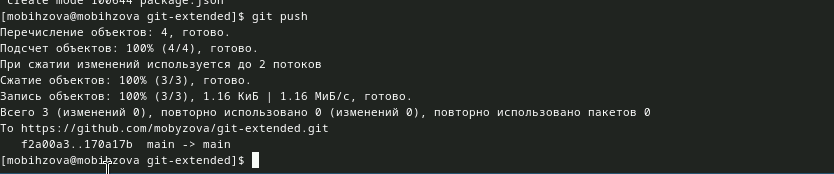 create mode 100644 package.json
[mobihzova@mobihzova git-extended]$ git push
Перечисление объектов: 4, готово.
Подсчет объектов: 100% (4/4), готово.
При сжатии изменений используется до 2 потоков
Сжатие объектов: 100% (3/3), готово.
Запись объектов: 100% (3/3), 1.16 КиБ | 1.16 МиБ/с, готово.
Всего 3 (изменений 0), повторно использовано 0 (изменений 0), повторно использовано пакетов 0
To https://github.com/mobyzova/git-extended.git
f2a00a3..170a17b main -> main
[mobihzova@mobihzova git-extended]$